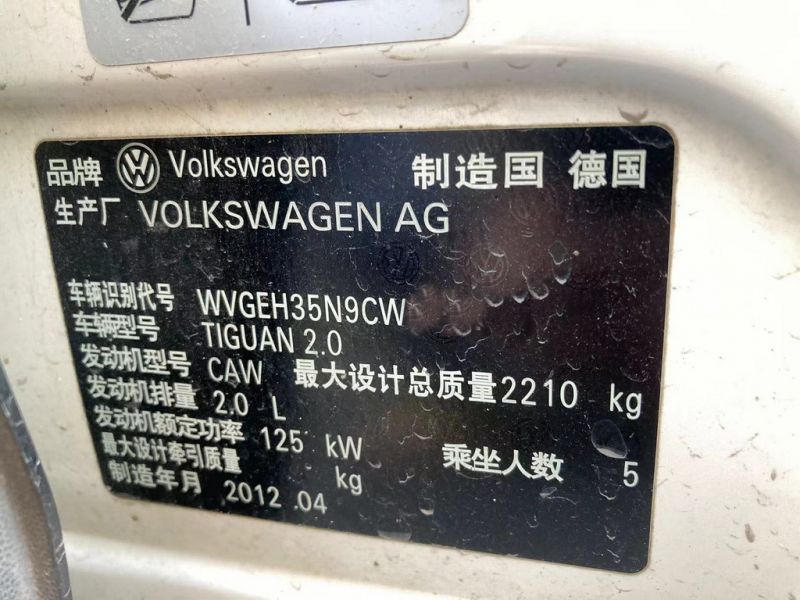 品牌 Volkswagen 制造国 德国
生产厂 VOLKSWAGEN AG
车辆识别代号 WVGEH35N9CW
车辆型号 TIGUAN 2.0
发动机型号 CAW 最大设计总质量2210 kg
发动机排量 2.0 L
发动机额定功率 125 kW
最大设计牵引质量 kg 乘坐人数 5
制造年月 2012.04